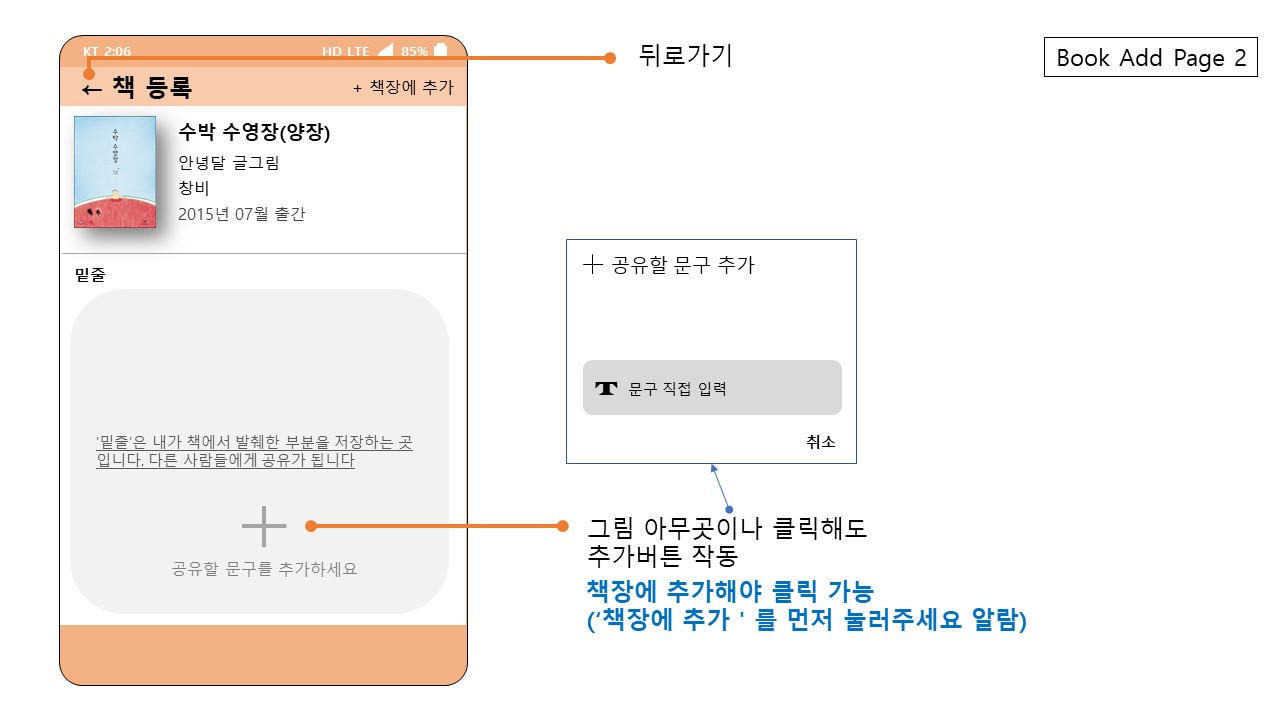 KT 2:06
HD LTE 85%
← 책 등록
+ 책장에 추가
수박 수영장
수박 수영장(양장)
안녕달 글그림
창비
2015년 07월 출간
밑줄
‘밑줄’은 내가 책에서 발췌한 부분을 저장하는 곳
입니다. 다른 사람들에게 공유가 됩니다
공유할 문구를 추가하세요
뒤로가기
Book Add Page 2
+ 공유할 문구 추가
T 문구 직접 입력
취소
그림 아무곳이나 클릭해도
추가버튼 작동
책장에 추가해야 클릭 가능
(‘책장에 추가 ' 를 먼저 눌러주세요 알람)